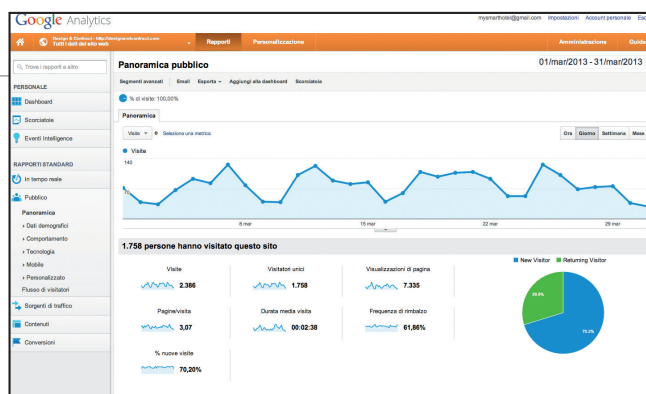 Google Analytics
mysmarthotel@gmail.com Impostazioni Account personale
Tutti i dati del sito web
Rapporti Personalizzazione Amministrazione Guida
Trova i rapporti e altro
PERSONALE
Dashboard
Scorciatoie
Eventi Intelligence
RAPPORTI STANDARD
In tempo reale
Pubblico
Panoramica
Dati demografici
Comportamento
Tecnologia
Mobile
Personalizzato
Flusso di visitatori
Sorgenti di traffico
Contenuti
Conversioni
Panoramica pubblico
01/mar/2013 - 31/mar/2013
Segmenti avanzati Email Esporta Aggiungi alla dashboard Scorciatoia
% di visite: 100,00%
Panoramica
Visite o Seleziona una metrica
Ora Giorno Settimana Mese
Visite
140
70
8 mar 15 mar 22 mar 29 mar
1.758 persone hanno visitato questo sito
Visite
2.386
Visitatori unici
1.758
Visualizzazioni di pagina
7.335
Pagine/visita
3,07
Durata media visita
00:02:38
Frequenza di rimbalzo
61,86%
% nuove visite
70,20%
New Visitor Returning Visitor
29.8%
70.2%